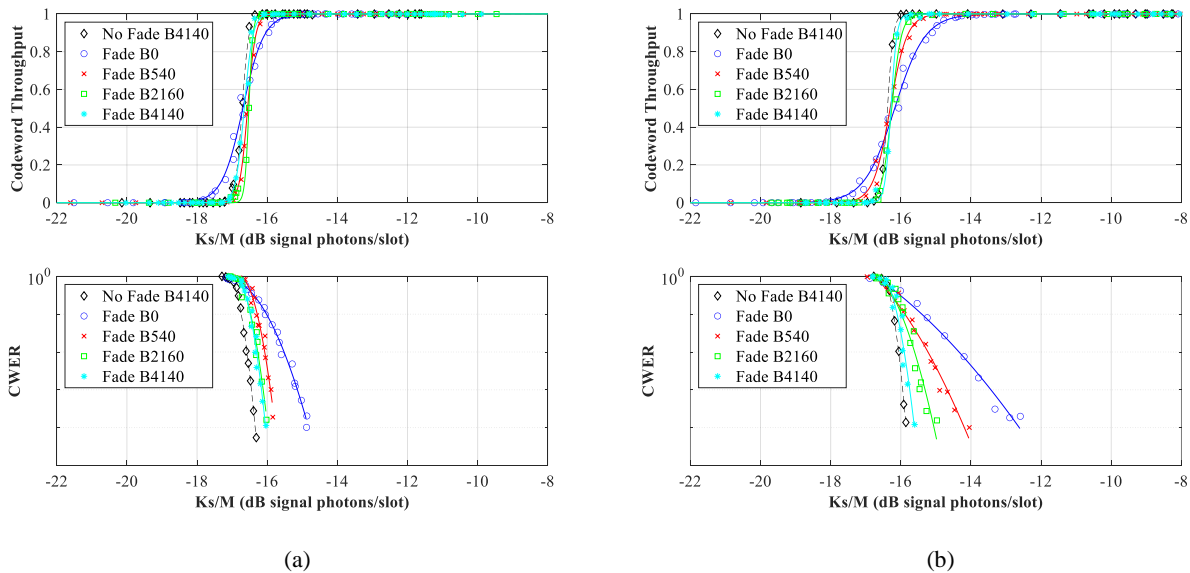 1
0.8
0.6
0.4
0.2
0
Codeword Throughput
No Fade B4140
Fade B0
Fade B540
Fade B2160
Fade B4140
-22 -20 -18 -16 -14 -12 -10 -8
Ks/M (dB signal photons/slot)
1
0.8
0.6
0.4
0.2
0
Codeword Throughput
No Fade B4140
Fade B0
Fade B540
Fade B2160
Fade B4140
-22 -20 -18 -16 -14 -12 -10 -8
Ks/M (dB signal photons/slot)
10^0
CWER
No Fade B4140
Fade B0
Fade B540
Fade B2160
Fade B4140
-22 -20 -18 -16 -14 -12 -10 -8
Ks/M (dB signal photons/slot)
10^0
CWER
No Fade B4140
Fade B0
Fade B540
Fade B2160
Fade B4140
-22 -20 -18 -16 -14 -12 -10 -8
Ks/M (dB signal photons/slot)
(a)
(b)